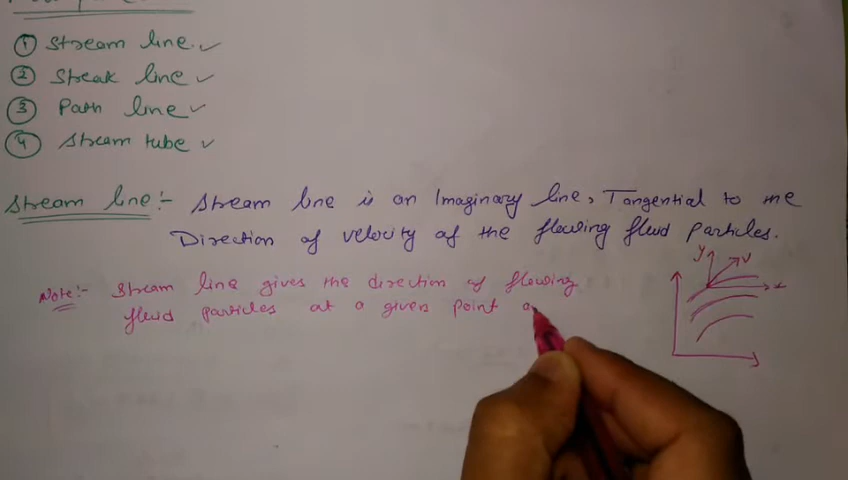 ① Stream line. ✓
② Streak line ✓
③ Path line ✓
④ Stream tube ✓
Stream line:- Stream line is an Imaginary line, Tangential to the
Direction of velocity of the flowing fluid Particles.
Note:- Stream line gives the direction of flowing
fluid particles at a given point a
y v
x